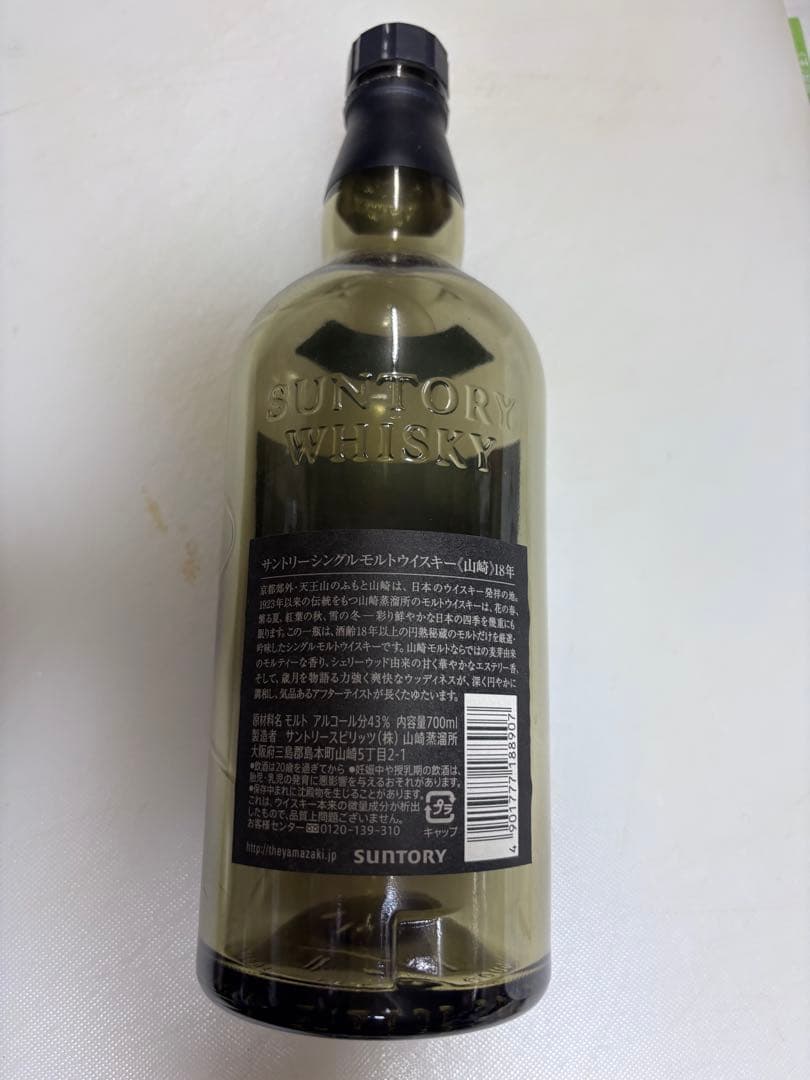 SUNTORY
WHISKY
サントリーシングルモルトウイスキー《山崎》18年
京都郊外・天王山のふもと山崎は、日本のウイスキー発祥の地。
1923年以来の伝統をもつ山崎蒸溜所のモルトウイスキーは、花の春、
繁る夏、紅葉の秋、雪の冬―彩り鮮やかな日本の四季を幾重にも
限ります。この一瓶は、酒齢18年以上の円熟秘蔵のモルトだけを厳選・
吟味したシングルモルトウイスキーです。山崎モルトならではの麦芽由来
のモルティーな香り、シェリーウッド由来の甘く華やかなエステリー香、
そして、歳月を物語る力強く爽快なウッディネスが、深く円やかに
調和し、気品あるアフターテイストが長くたゆたいます。
原材料名 モルト アルコール分43% 内容量700ml
製造者 サントリースピリッツ(株) 山崎蒸溜所
大阪府三島郡島本町山崎5丁目2-1
●飲酒は20歳を過ぎてから ●妊娠中や授乳期の飲酒は、
胎児・乳児の発育に悪影響を与えるおそれがあります。
●保存中まれに沈殿物を生じることがあります。
これは、ウイスキー本来の微量成分が析出
したもので、品質上問題ございません。
お客様センター 0120-139-310
プラ
キャップ
http://theyamazaki.jp
SUNTORY
4 901777 188907